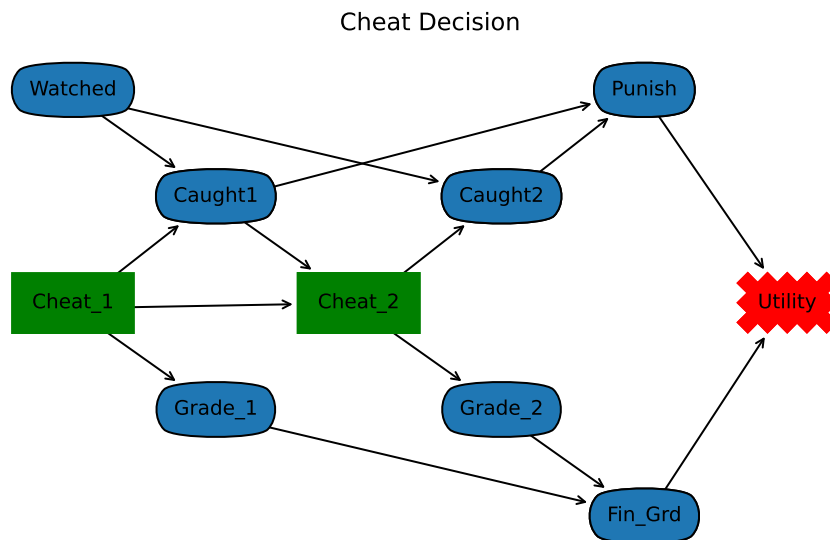 Cheat Decision
Watched
Punish
Caught1
Caught2
Cheat_1
Cheat_2
Utility
Grade_1
Grade_2
Fin_Grd